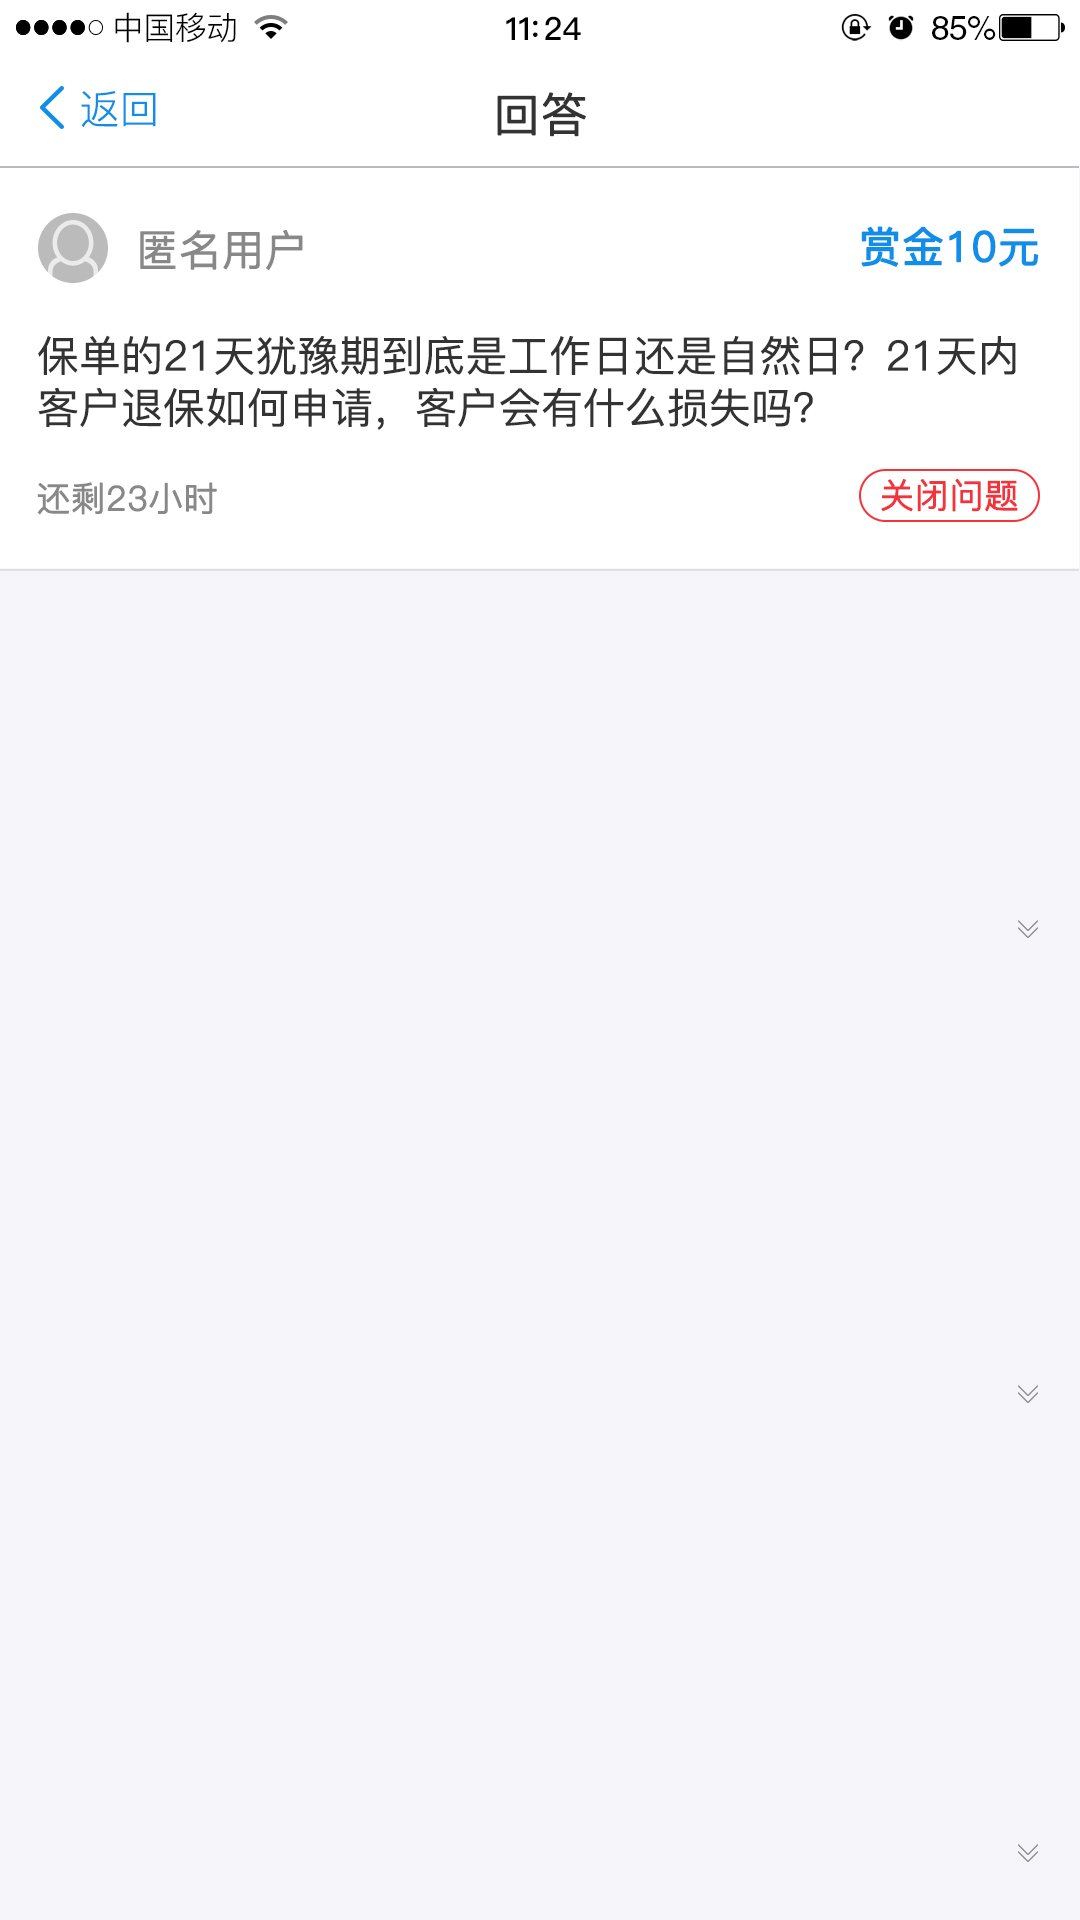 中国移动 11:24 85%
返回 回答
匿名用户 赏金10元
保单的21天犹豫期到底是工作日还是自然日？21天内
客户退保如何申请，客户会有什么损失吗？
还剩23小时 关闭问题